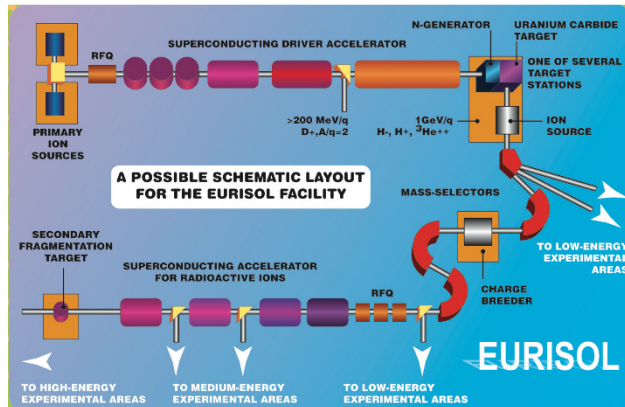 N-GENERATOR
URANIUM CARBIDE
TARGET
RFQ
SUPERCONDUCTING DRIVER ACCELERATOR
ONE OF SEVERAL
TARGET
STATIONS
PRIMARY
ION
SOURCES
>200 MeV/q
D+,A/q=2
1GeV/q
H-, H+, ³He++
ION
SOURCE
A POSSIBLE SCHEMATIC LAYOUT
FOR THE EURISOL FACILITY
MASS-SELECTORS
TO LOW-ENERGY
EXPERIMENTAL
AREAS
SECONDARY
FRAGMENTATION
TARGET
SUPERCONDUCTING ACCELERATOR
FOR RADIOACTIVE IONS
RFQ
CHARGE
BREEDER
EURISOL
TO HIGH-ENERGY
EXPERIMENTAL AREAS
TO MEDIUM-ENERGY
EXPERIMENTAL AREAS
TO LOW-ENERGY
EXPERIMENTAL AREAS